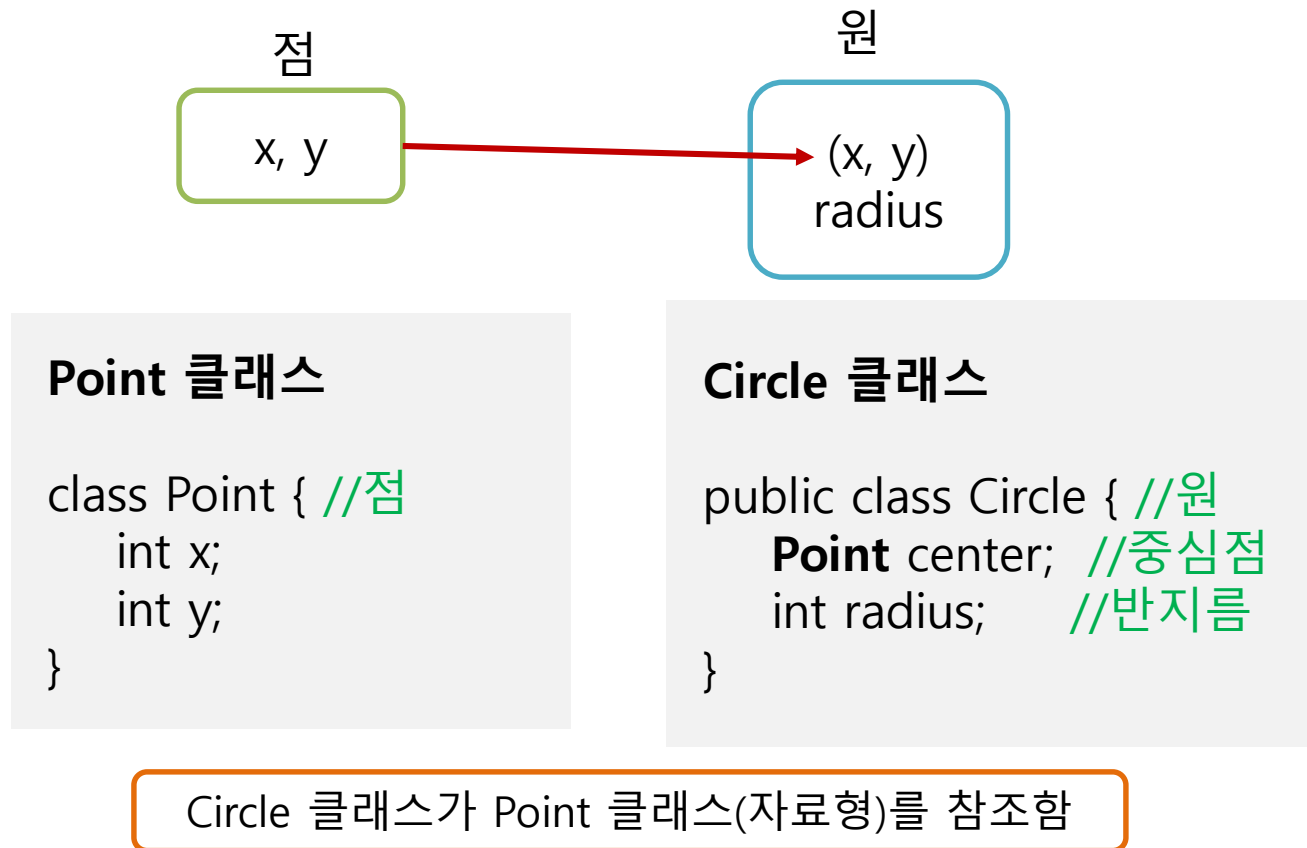 점
원
x, y
(x, y)
radius
Point 클래스
class Point { //점
int x;
int y;
}
Circle 클래스
public class Circle { //원
Point center; //중심점
int radius; //반지름
}
Circle 클래스가 Point 클래스(자료형)를 참조함